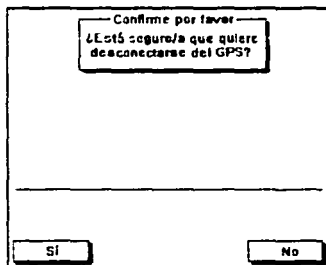 Confirme por favor
¿Está seguro/a que quiere
desconectarse del GPS?
Sí
No